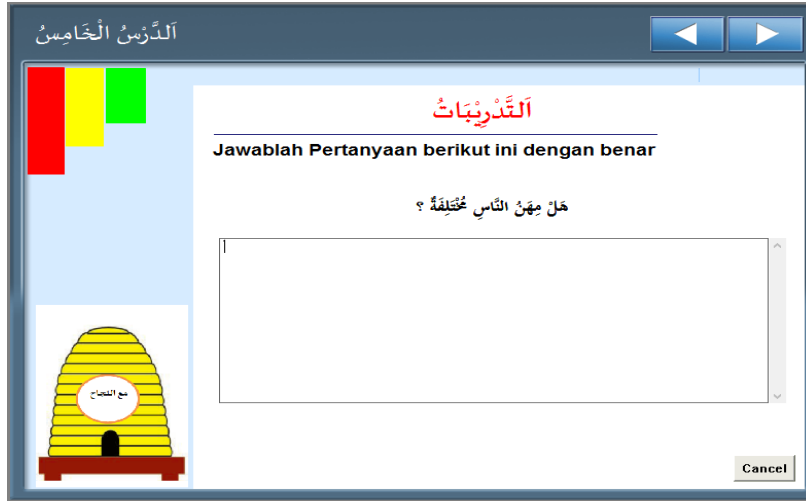 اَلدَّرْسُ الْخَامِسُ
اَلتَّدْرِيْبَاتُ
Jawablah Pertanyaan berikut ini dengan benar
هَلْ مِهَنُ النَّاسِ مُخْتَلِفَةٌ ؟
مع النجاح
Cancel